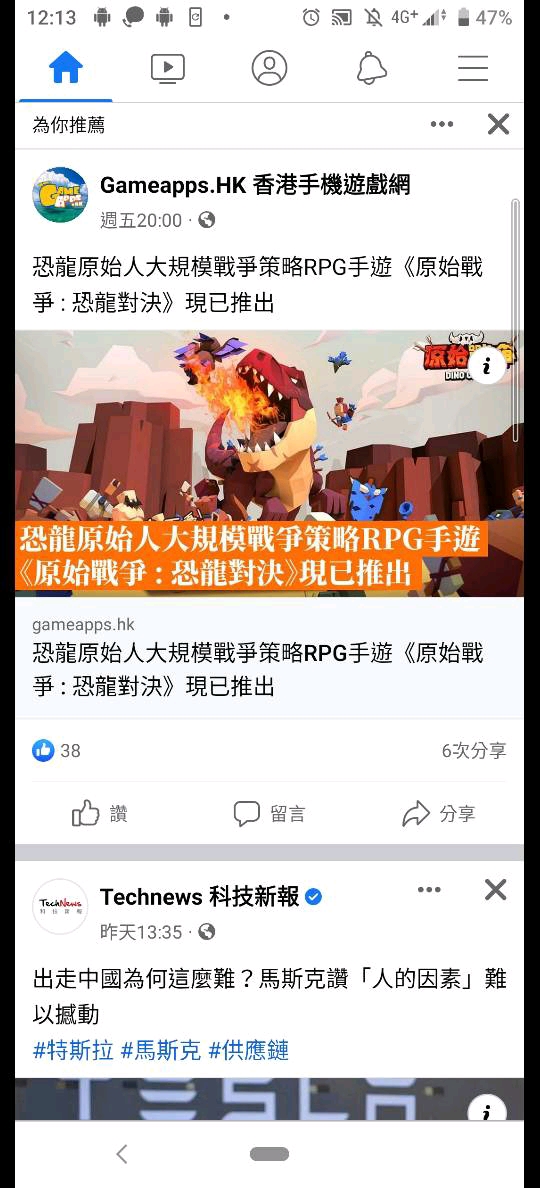 12:13
4G+
47%
為你推薦
Gameapps.HK 香港手機遊戲網
週五20:00 ·
恐龍原始人大規模戰爭策略RPG手遊《原始戰
爭 : 恐龍對決》現已推出
恐龍原始人大規模戰爭策略RPG手遊
《原始戰爭 : 恐龍對決》現已推出
gameapps.hk
恐龍原始人大規模戰爭策略RPG手遊《原始戰
爭 : 恐龍對決》現已推出
38
6次分享
讚
留言
分享
TechNews
科技新報
Technews 科技新報
昨天13:35 ·
出走中國為何這麼難？馬斯克讚「人的因素」難
以撼動
#特斯拉 #馬斯克 #供應鏈
TESLA